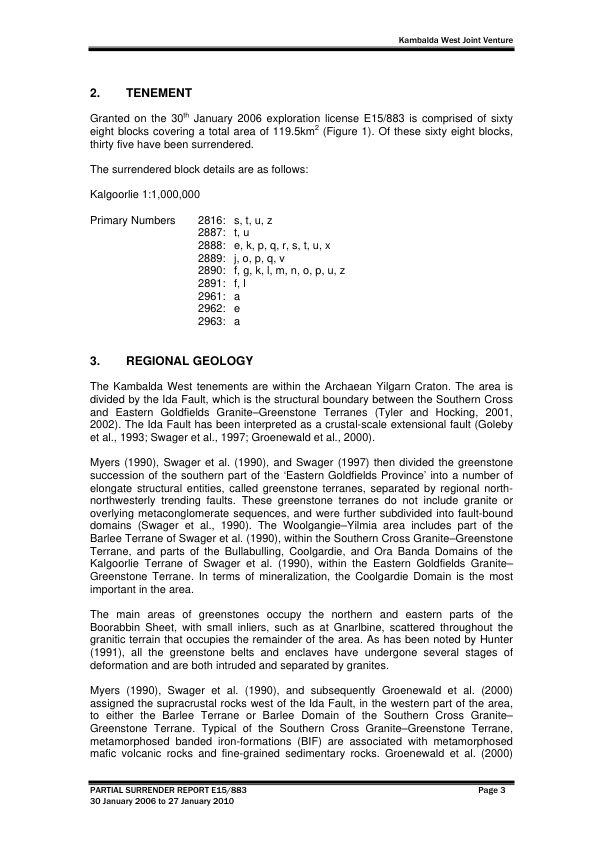 Kambalda West Joint Venture
2. TENEMENT
Granted on the 30th January 2006 exploration license E15/883 is comprised of sixty
eight blocks covering a total area of 119.5km2 (Figure 1). Of these sixty eight blocks,
thirty five have been surrendered.
The surrendered block details are as follows:
Kalgoorlie 1:1,000,000
Primary Numbers 2816: s, t, u, z
2887: t, u
2888: e, k, p, q, r, s, t, u, x
2889: j, o, p, q, v
2890: f, g, k, l, m, n, o, p, u, z
2891: f, l
2961: a
2962: e
2963: a
3. REGIONAL GEOLOGY
The Kambalda West tenements are within the Archaean Yilgarn Craton. The area is
divided by the Ida Fault, which is the structural boundary between the Southern Cross
and Eastern Goldfields Granite–Greenstone Terranes (Tyler and Hocking, 2001,
2002). The Ida Fault has been interpreted as a crustal-scale extensional fault (Goleby
et al., 1993; Swager et al., 1997; Groenewald et al., 2000).
Myers (1990), Swager et al. (1990), and Swager (1997) then divided the greenstone
succession of the southern part of the ‘Eastern Goldfields Province’ into a number of
elongate structural entities, called greenstone terranes, separated by regional north-
northwesterly trending faults. These greenstone terranes do not include granite or
overlying metaconglomerate sequences, and were further subdivided into fault-bound
domains (Swager et al., 1990). The Woolgangie–Yilmia area includes part of the
Barlee Terrane of Swager et al. (1990), within the Southern Cross Granite–Greenstone
Terrane, and parts of the Bullabulling, Coolgardie, and Ora Banda Domains of the
Kalgoorlie Terrane of Swager et al. (1990), within the Eastern Goldfields Granite–
Greenstone Terrane. In terms of mineralization, the Coolgardie Domain is the most
important in the area.
The main areas of greenstones occupy the northern and eastern parts of the
Boorabbin Sheet, with small inliers, such as at Gnarlbine, scattered throughout the
granitic terrain that occupies the remainder of the area. As has been noted by Hunter
(1991), all the greenstone belts and enclaves have undergone several stages of
deformation and are both intruded and separated by granites.
Myers (1990), Swager et al. (1990), and subsequently Groenewald et al. (2000)
assigned the supracrustal rocks west of the Ida Fault, in the western part of the area,
to either the Barlee Terrane or Barlee Domain of the Southern Cross Granite–
Greenstone Terrane. Typical of the Southern Cross Granite–Greenstone Terrane,
metamorphosed banded iron-formations (BIF) are associated with metamorphosed
mafic volcanic rocks and fine-grained sedimentary rocks. Groenewald et al. (2000)
PARTIAL SURRENDER REPORT E15/883 Page 3
30 January 2006 to 27 January 2010